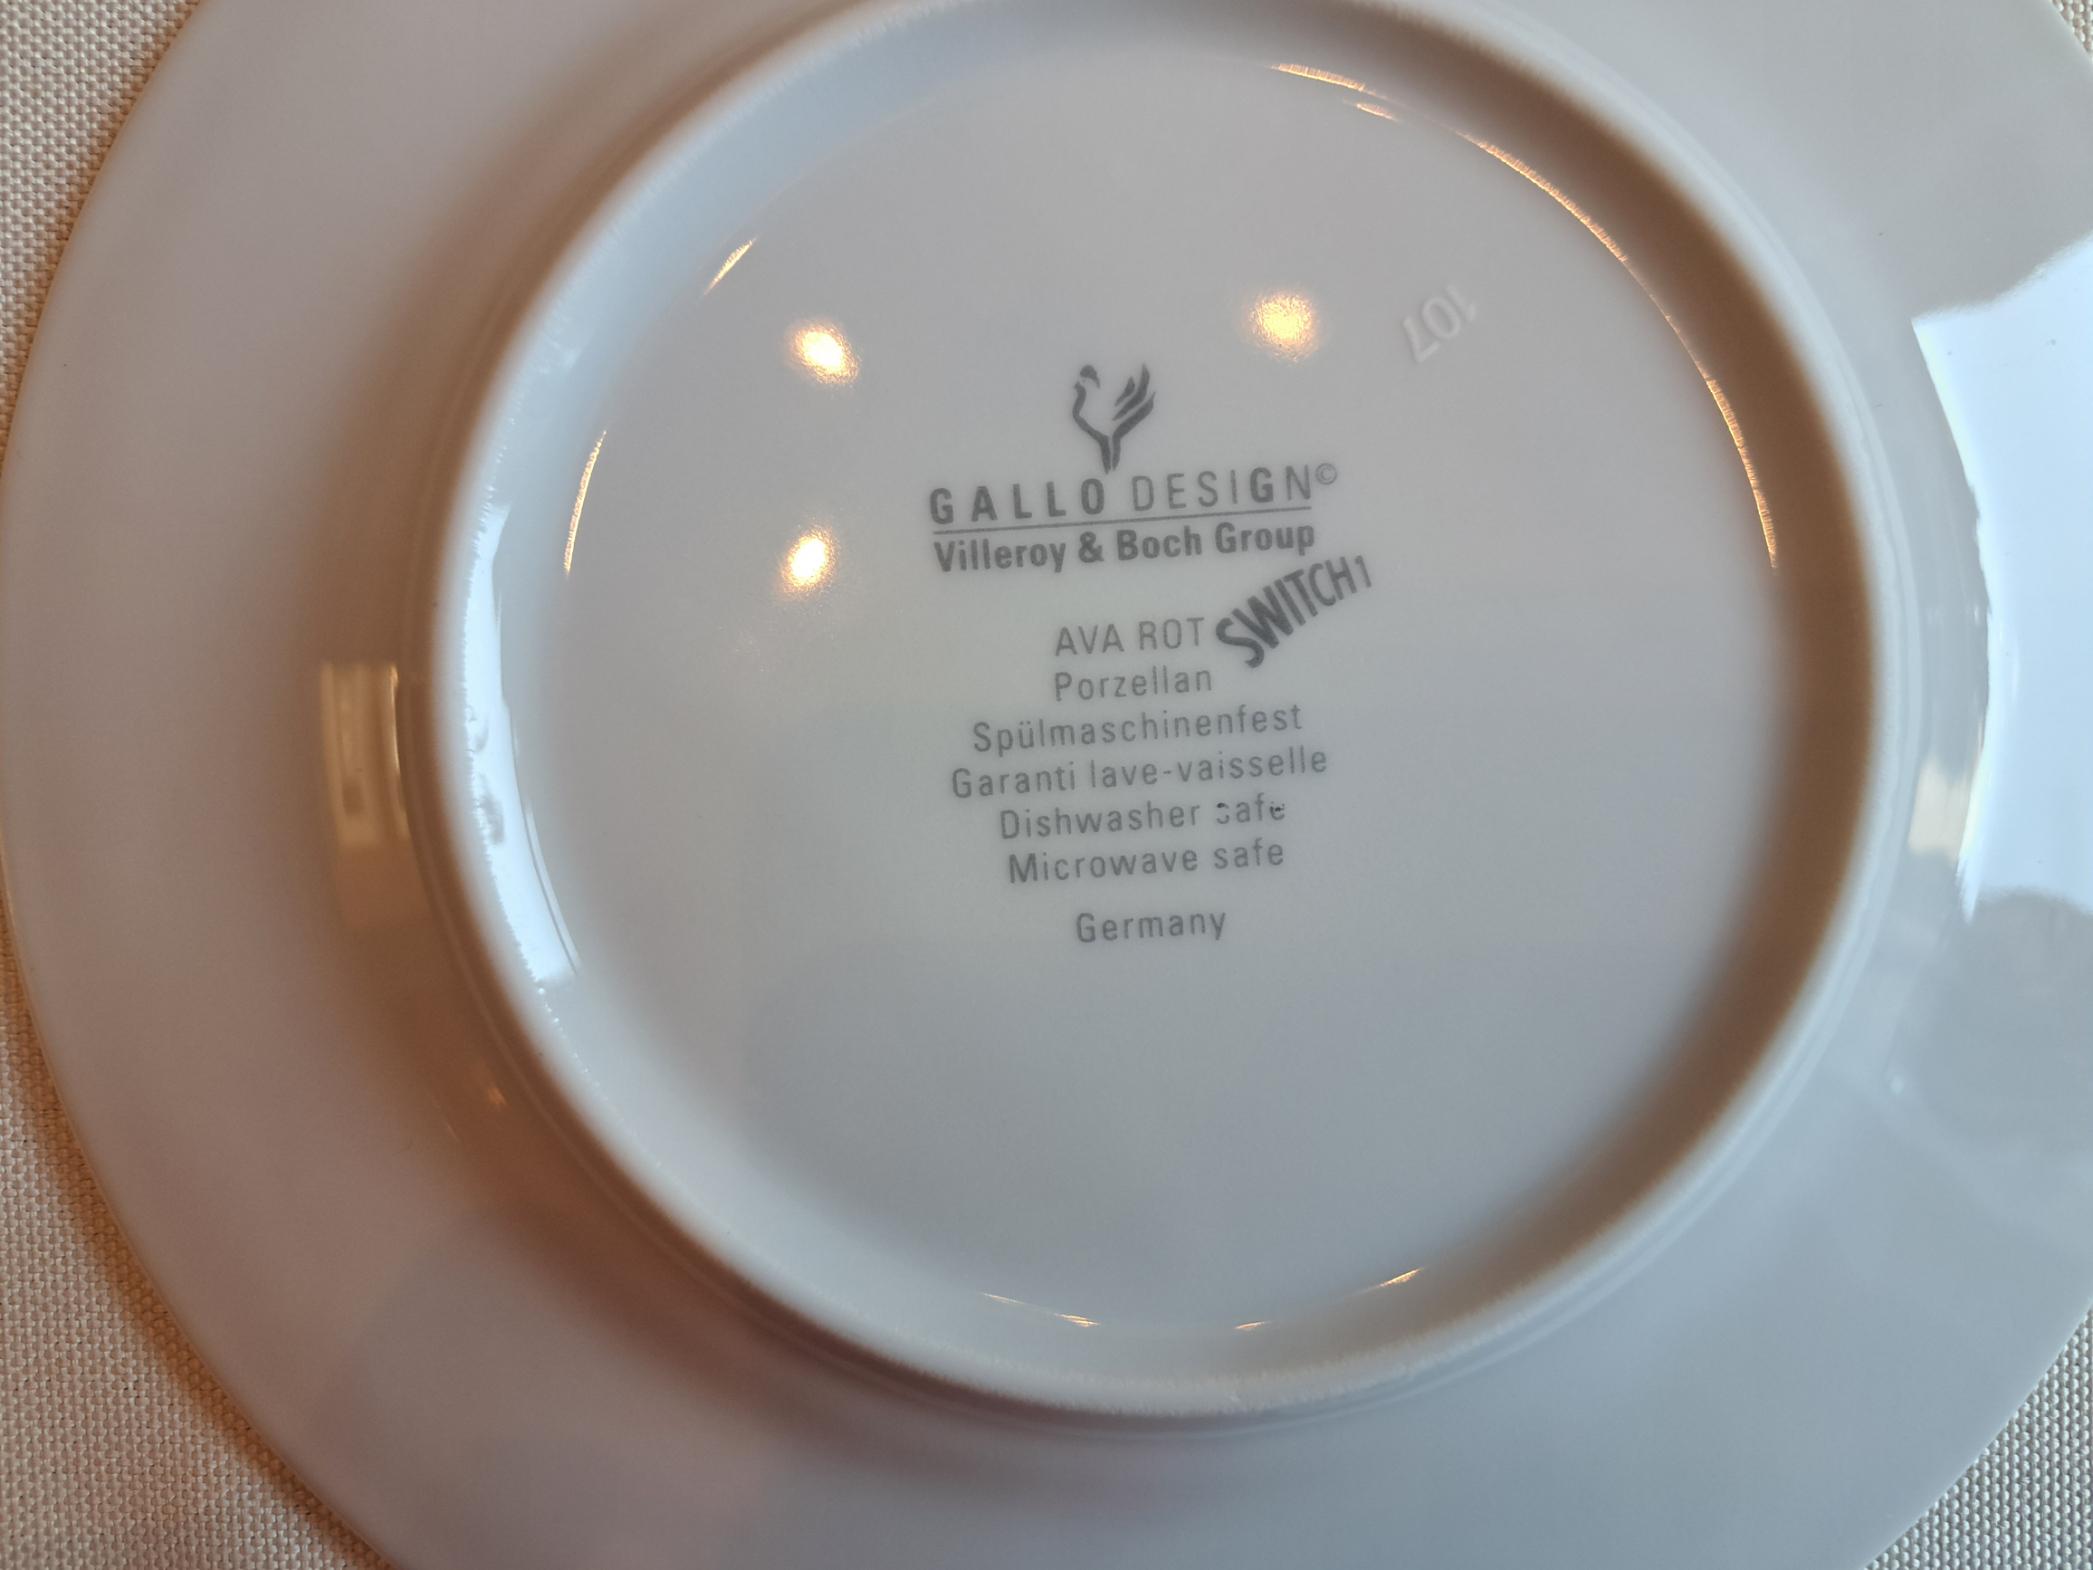 107
GALLO DESIGN©
Villeroy & Boch Group
SWITCH1
AVA ROT
Porzellan
Spülmaschinenfest
Garanti lave-vaisselle
Dishwasher safe
Microwave safe
Germany